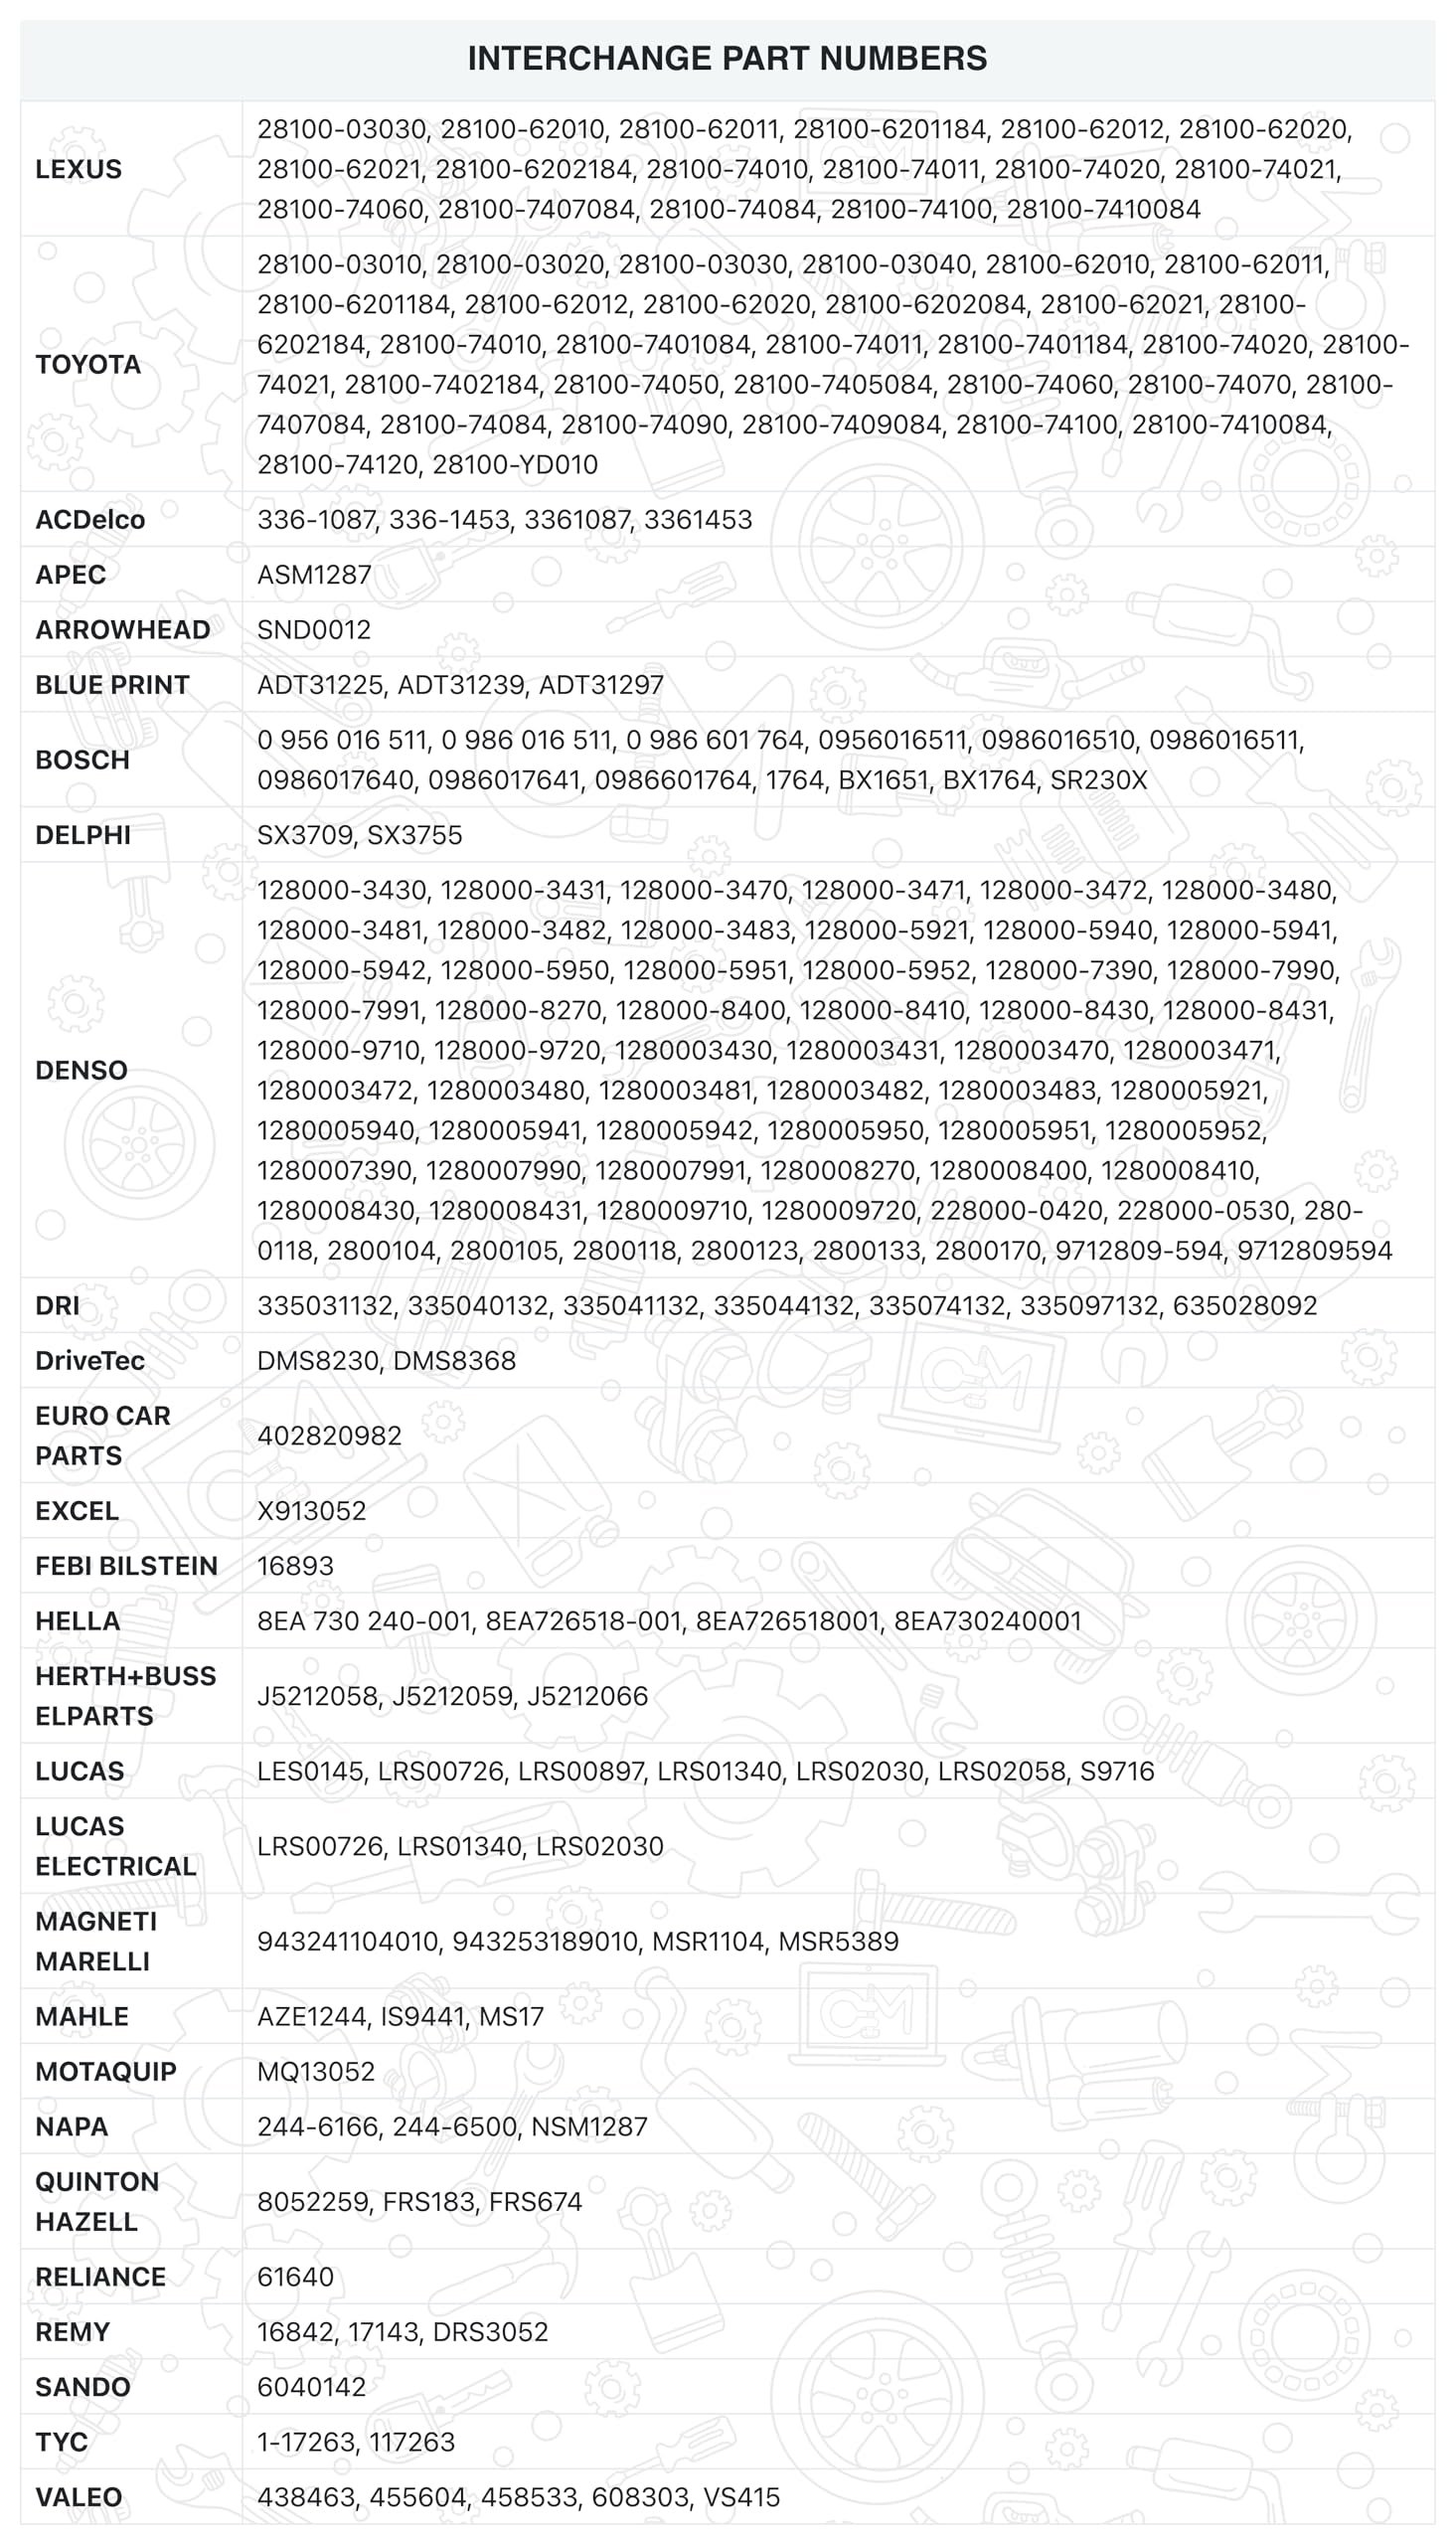 INTERCHANGE PART NUMBERS
LEXUS
28100-03030, 28100-62010, 28100-62011, 28100-6201184, 28100-62012, 28100-62020,
28100-62021, 28100-6202184, 28100-74010, 28100-74011, 28100-74020, 28100-74021,
28100-74060, 28100-7407084, 28100-74084, 28100-74100, 28100-7410084
TOYOTA
28100-03010, 28100-03020, 28100-03030, 28100-03040, 28100-62010, 28100-62011,
28100-6201184, 28100-62012, 28100-62020, 28100-6202084, 28100-62021, 28100-
6202184, 28100-74010, 28100-7401084, 28100-74011, 28100-7401184, 28100-74020, 28100-
74021, 28100-7402184, 28100-74050, 28100-7405084, 28100-74060, 28100-74070, 28100-
7407084, 28100-74084, 28100-74090, 28100-7409084, 28100-74100, 28100-7410084,
28100-74120, 28100-YD010
ACDelco
336-1087, 336-1453, 3361087, 3361453
APEC
ASM1287
ARROWHEAD
SND0012
BLUE PRINT
ADT31225, ADT31239, ADT31297
BOSCH
0 956 016 511, 0 986 016 511, 0 986 601 764, 0956016511, 0986016510, 0986016511,
0986017640, 0986017641, 0986601764, 1764, BX1651, BX1764, SR230X
DELPHI
SX3709, SX3755
DENSO
128000-3430, 128000-3431, 128000-3470, 128000-3471, 128000-3472, 128000-3480,
128000-3481, 128000-3482, 128000-3483, 128000-5921, 128000-5940, 128000-5941,
128000-5942, 128000-5950, 128000-5951, 128000-5952, 128000-7390, 128000-7990,
128000-7991, 128000-8270, 128000-8400, 128000-8410, 128000-8430, 128000-8431,
128000-9710, 128000-9720, 1280003430, 1280003431, 1280003470, 1280003471,
1280003472, 1280003480, 1280003481, 1280003482, 1280003483, 1280005921,
1280005940, 1280005941, 1280005942, 1280005950, 1280005951, 1280005952,
1280007390, 1280007990, 1280007991, 1280008270, 1280008400, 1280008410,
1280008430, 1280008431, 1280009710, 1280009720, 228000-0420, 228000-0530, 280-
0118, 2800104, 2800105, 2800118, 2800123, 2800133, 2800170, 9712809-594, 9712809594
DRI
335031132, 335040132, 335041132, 335044132, 335074132, 335097132, 635028092
DriveTec
DMS8230, DMS8368
EURO CAR
PARTS
402820982
EXCEL
X913052
FEBI BILSTEIN
16893
HELLA
8EA 730 240-001, 8EA726518-001, 8EA726518001, 8EA730240001
HERTH+BUSS
ELPARTS
J5212058, J5212059, J5212066
LUCAS
LES0145, LRS00726, LRS00897, LRS01340, LRS02030, LRS02058, S9716
LUCAS
ELECTRICAL
LRS00726, LRS01340, LRS02030
MAGNETI
MARELLI
943241104010, 943253189010, MSR1104, MSR5389
MAHLE
AZE1244, IS9441, MS17
MOTAQUIP
MQ13052
NAPA
244-6166, 244-6500, NSM1287
QUINTON
HAZELL
8052259, FRS183, FRS674
RELIANCE
61640
REMY
16842, 17143, DRS3052
SANDO
6040142
TYC
1-17263, 117263
VALEO
438463, 455604, 458533, 608303, VS415